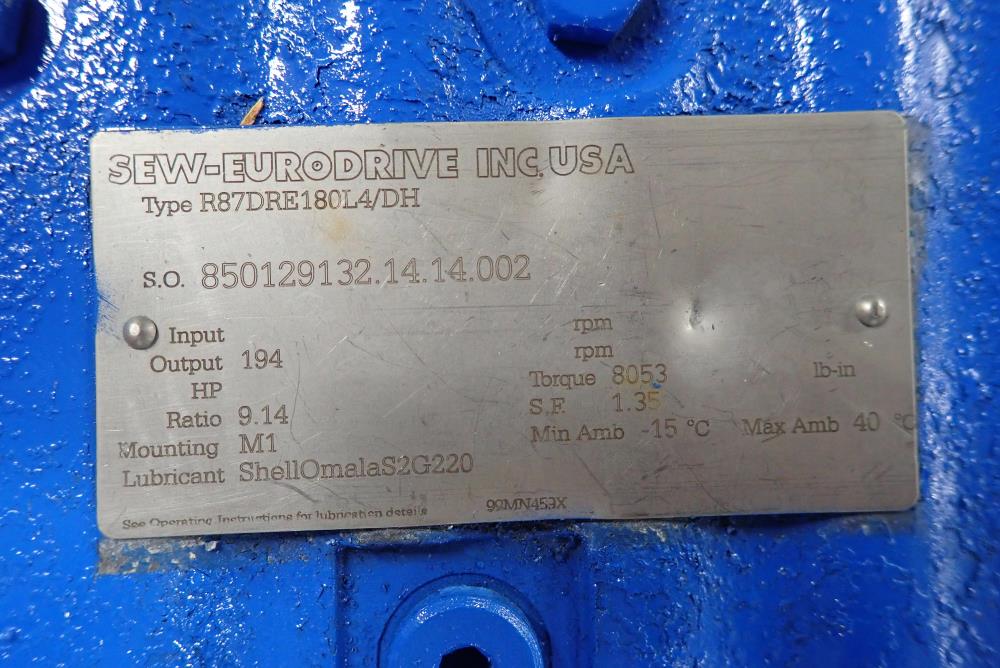 SEW-EURODRIVE INC. USA
Type R87DRE180L4/DH
S.O. 850129132.14.14.002
Input rpm
Output 194 rpm
HP Torque 8053 lb-in
Ratio 9.14 S.F. 1.35
Mounting M1 Min Amb -15 °C Max Amb 40 °C
Lubricant ShellOmalaS2G220
See Operating Instructions for lubrication details 99MN453X